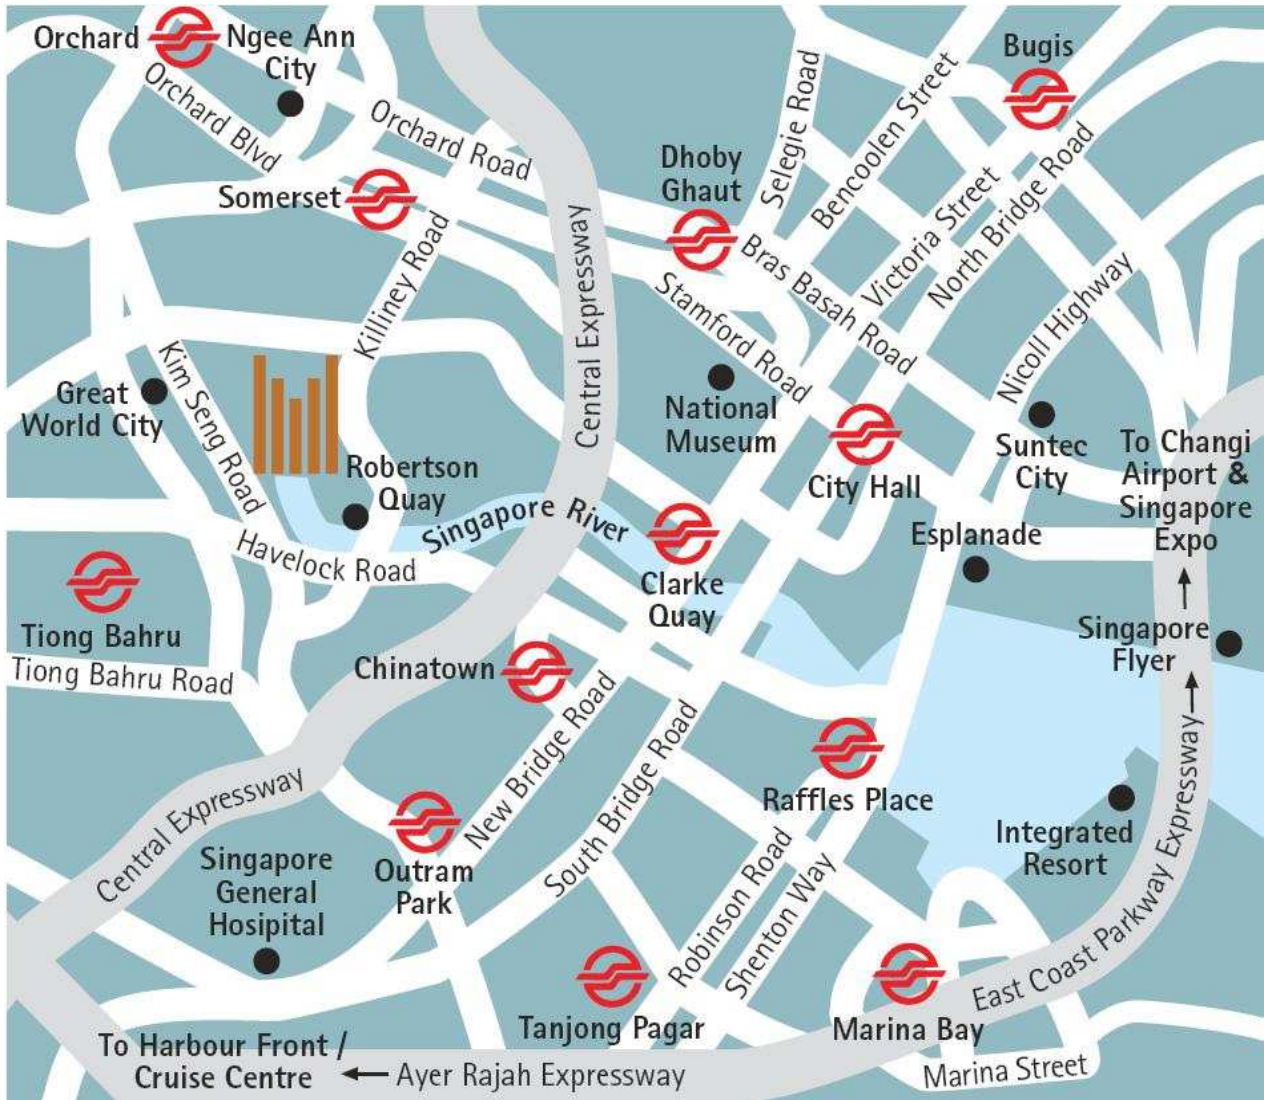 Orchard
Ngee Ann
City
Bugis
Orchard Blvd
Orchard Road
Selegie Road
Bencoolen Street
Dhoby
Ghaut
Somerset
Killiney Road
Central Expressway
Victoria Street
North Bridge Road
Bras Basah Road
Stamford Road
Nicoll Highway
Kim Seng Road
Great
World City
National
Museum
City Hall
Suntec
City
To Changi
Airport &
Singapore
Expo
Robertson
Quay
Singapore River
Havelock Road
Esplanade
Clarke
Quay
Tiong Bahru
Tiong Bahru Road
Chinatown
Singapore
Flyer
New Bridge Road
South Bridge Road
Raffles Place
Central Expressway
Integrated
Resort
East Coast Parkway Expressway
Outram
Park
Singapore
General
Hosipital
Robinson Road
Shenton Way
Tanjong Pagar
Marina Bay
Marina Street
To Harbour Front /
Cruise Centre
Ayer Rajah Expressway